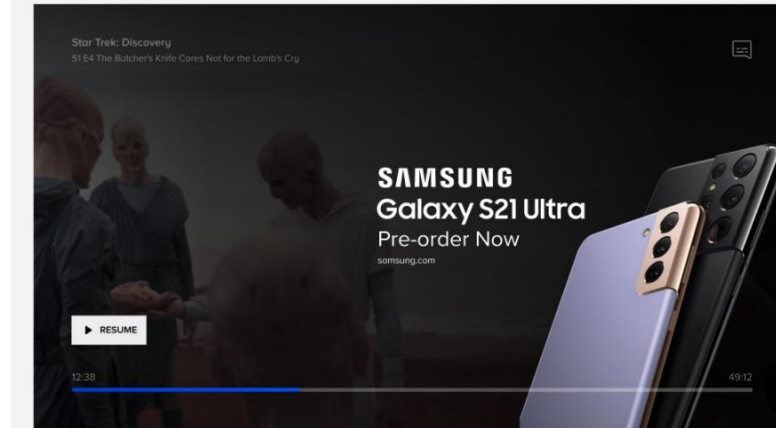 Star Trek: Discovery
S1 E4 The Butcher's Knife Cares Not for the Lamb's Cry
SAMSUNG
Galaxy S21 Ultra
Pre-order Now
samsung.com
RESUME
12:38
49:12